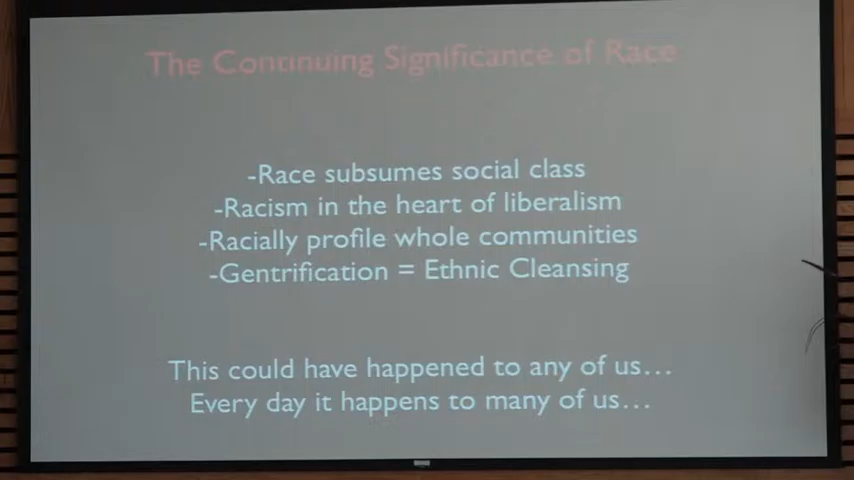 The Continuing Significance of Race
-Race subsumes social class
-Racism in the heart of liberalism
-Racially profile whole communities
-Gentrification = Ethnic Cleansing
This could have happened to any of us...
Every day it happens to many of us...